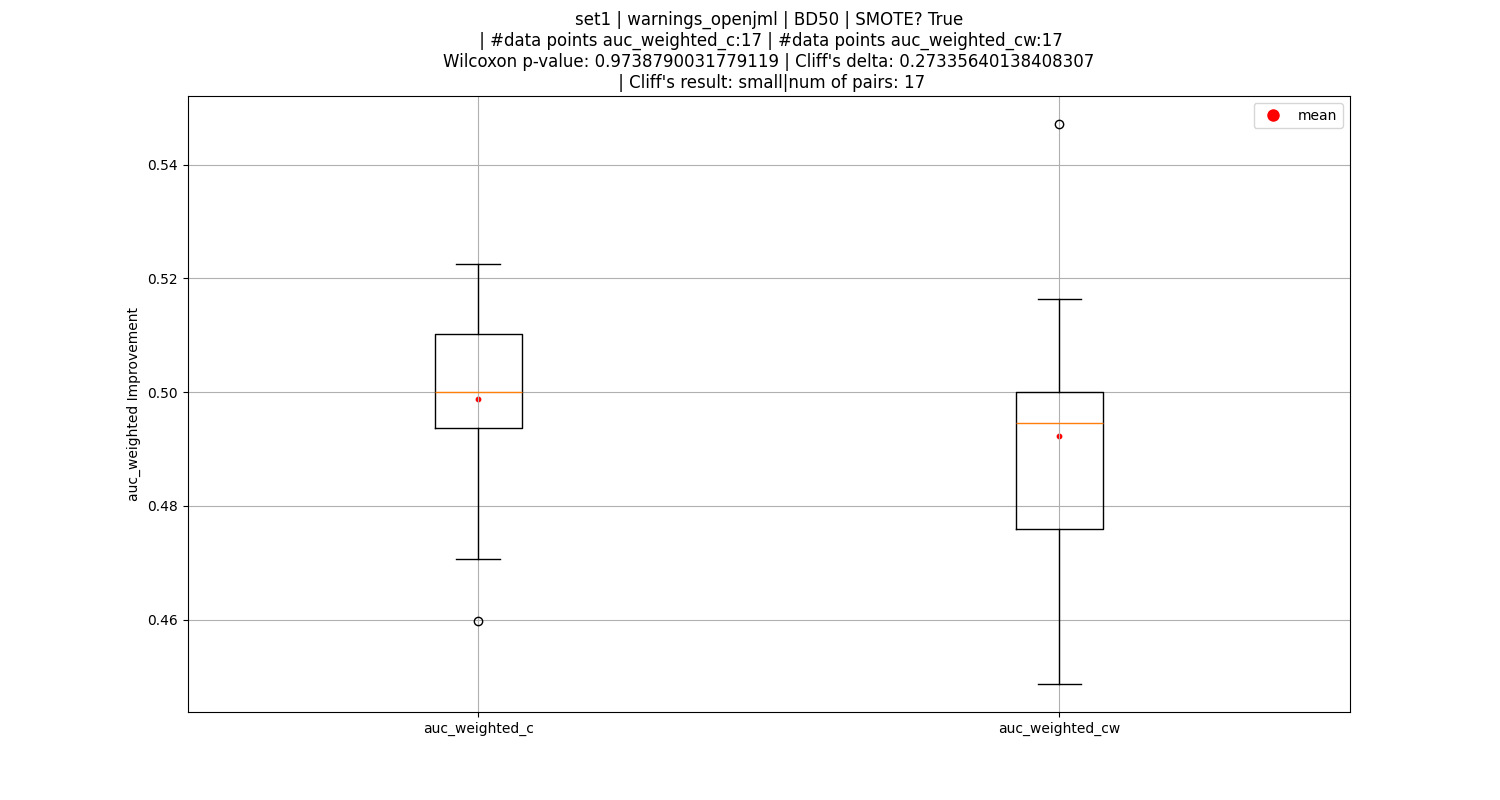 set1 | warnings_openjml | BD50 | SMOTE? True
| #data points auc_weighted_c:17 | #data points auc_weighted_cw:17
Wilcoxon p-value: 0.9738790031779119 | Cliff's delta: 0.27335640138408307
| Cliff's result: small|num of pairs: 17
mean
0.54
0.52
0.50
0.48
0.46
auc_weighted Improvement
auc_weighted_c
auc_weighted_cw